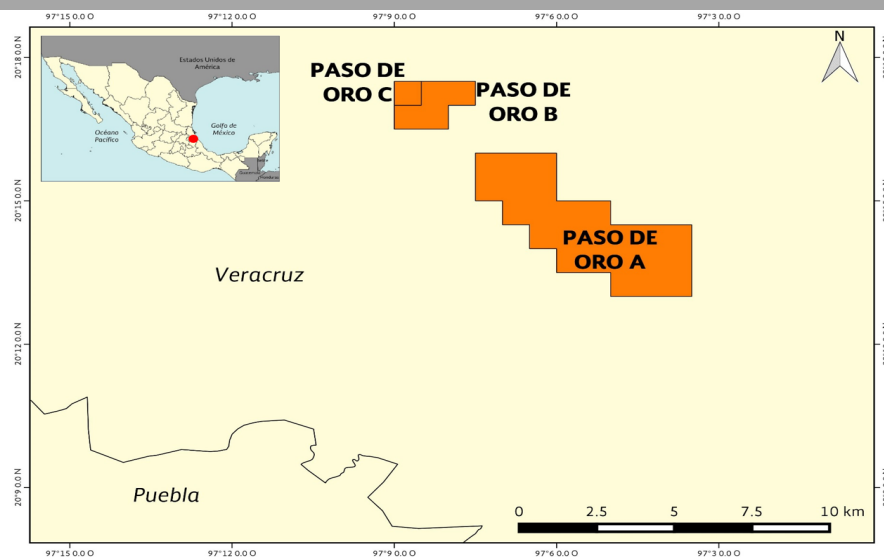 97°15 0.0 O
97°12 0.0 O
97°9 0.0 O
97°6 0.0 O
97°3 0.0 O
Estados Unidos de
América
Océano
Pacífico
Golfo de
México
Guatemala
Honduras
N
PASO DE
ORO C
PASO DE
ORO B
PASO DE
ORO A
Veracruz
Puebla
20°18 0.0 N
20°15 0.0 N
20°12 0.0 N
20°9 0.0 N
0 2.5 5 7.5 10 km
97°15 0.0 O
97°12 0.0 O
97°9 0.0 O
97°6 0.0 O
97°3 0.0 O